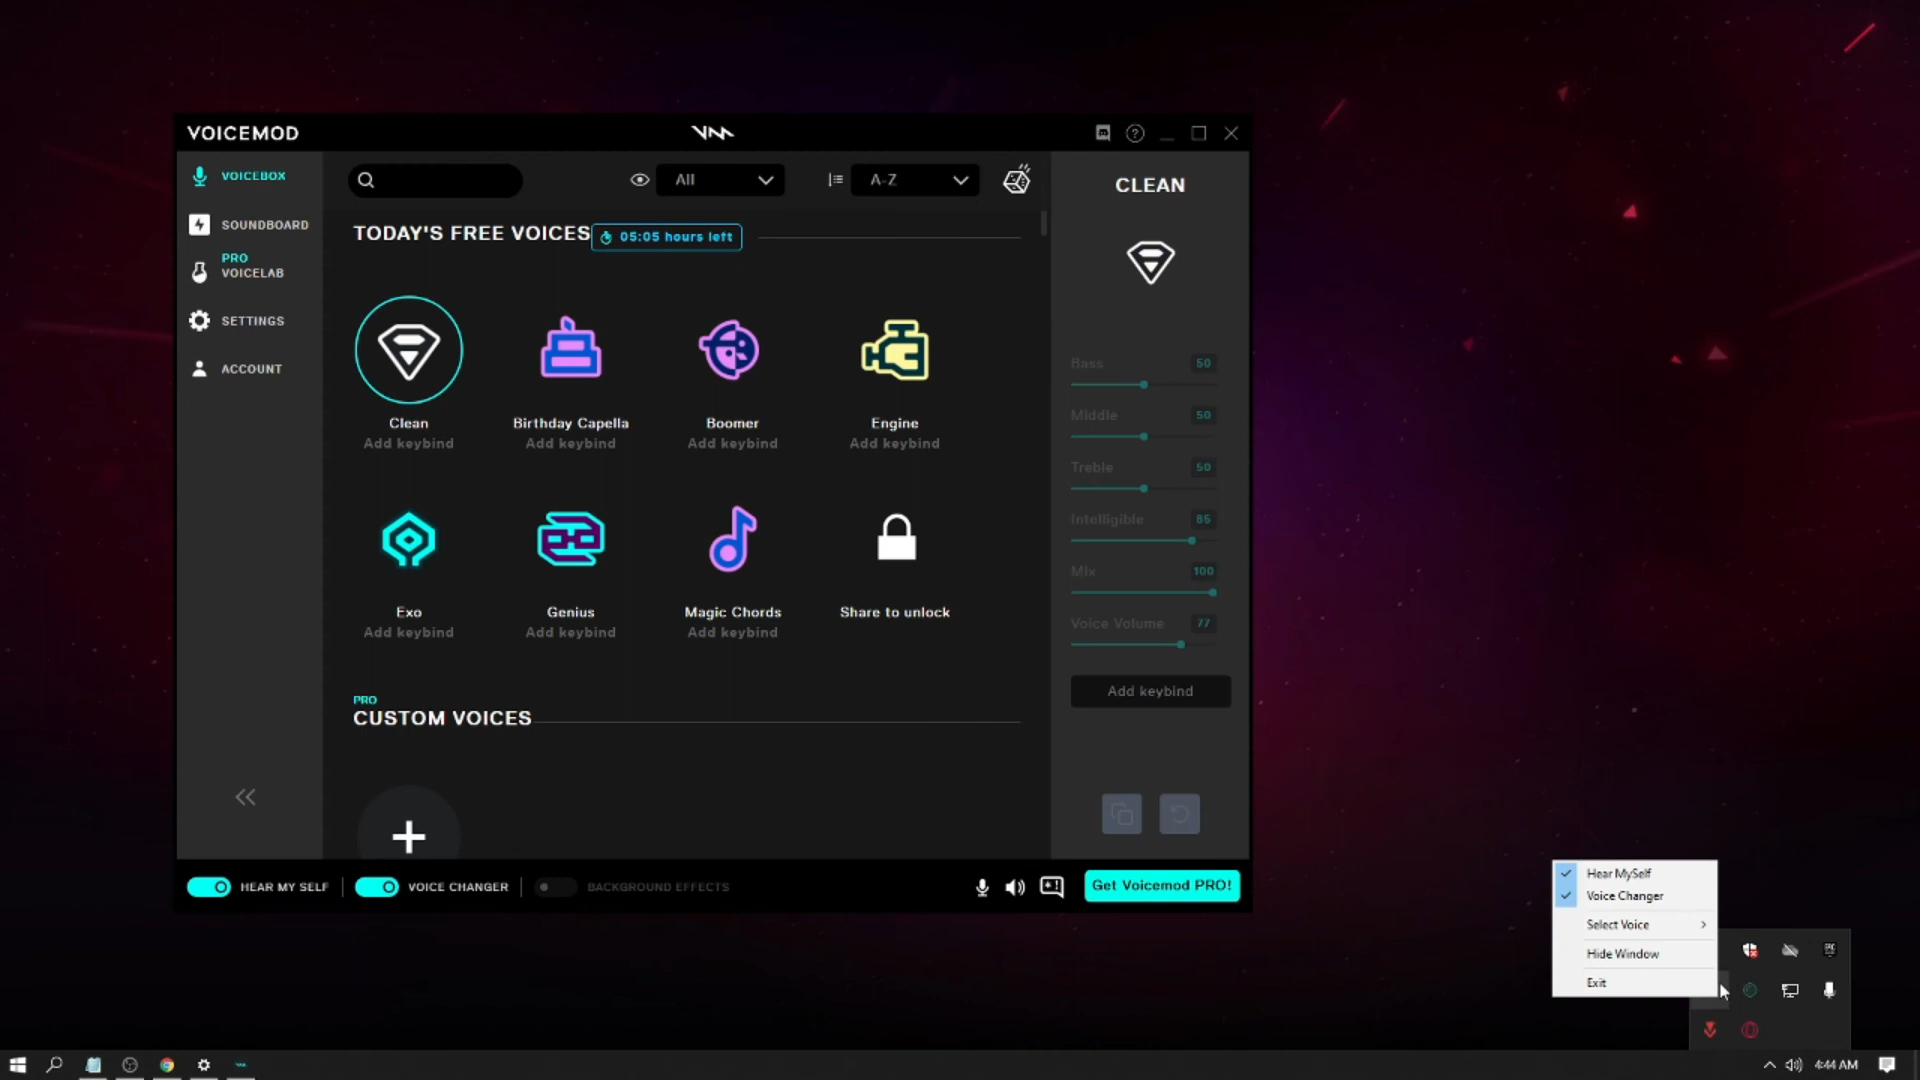 VOICEMOD
VOICEBOX
SOUNDBOARD
PRO
VOICELAB
SETTINGS
ACCOUNT
All
A-Z
TODAY'S FREE VOICES
05:05 hours left
Clean
Add keybind
Birthday Capella
Add keybind
Boomer
Add keybind
Engine
Add keybind
Exo
Add keybind
Genius
Add keybind
Magic Chords
Add keybind
Share to unlock
PRO
CUSTOM VOICES
CLEAN
Bass 50
Middle 50
Treble 50
Intelligible 85
Mix 100
Voice Volume 77
Add keybind
HEAR MY SELF
VOICE CHANGER
BACKGROUND EFFECTS
Get Voicemod PRO!
Hear MySelf
Voice Changer
Select Voice
Hide Window
Exit
4:44 AM